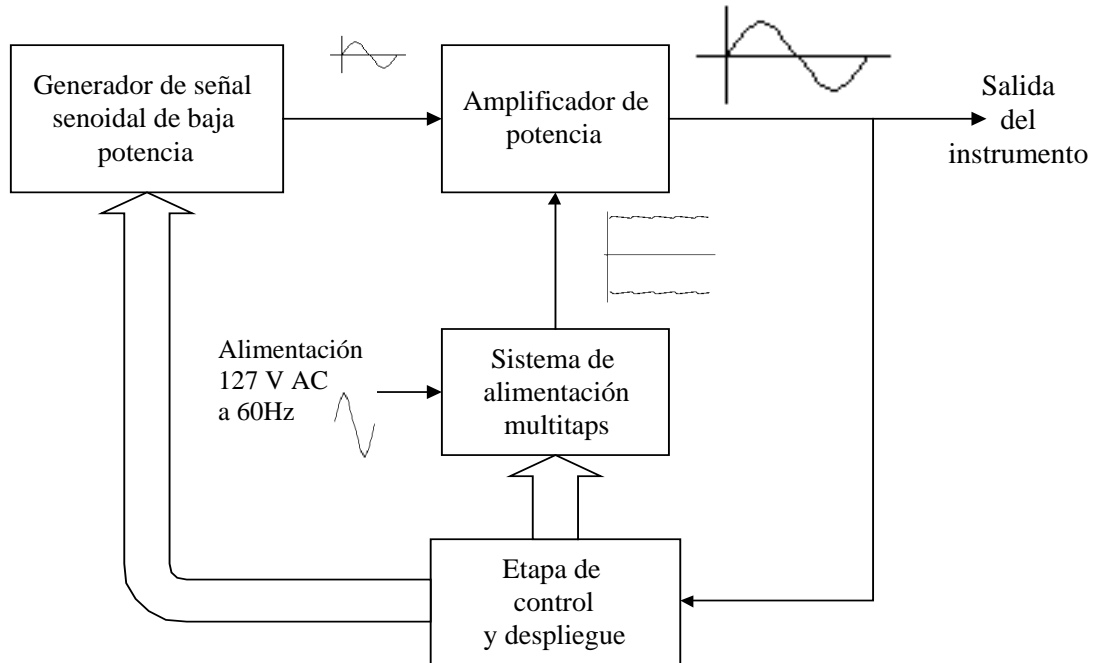 Generador de señal
senoidal de baja
potencia
Amplificador de
potencia
Salida
del
instrumento
Alimentación
127 V AC
a 60Hz
Sistema de
alimentación
multitaps
Etapa de
control
y despliegue